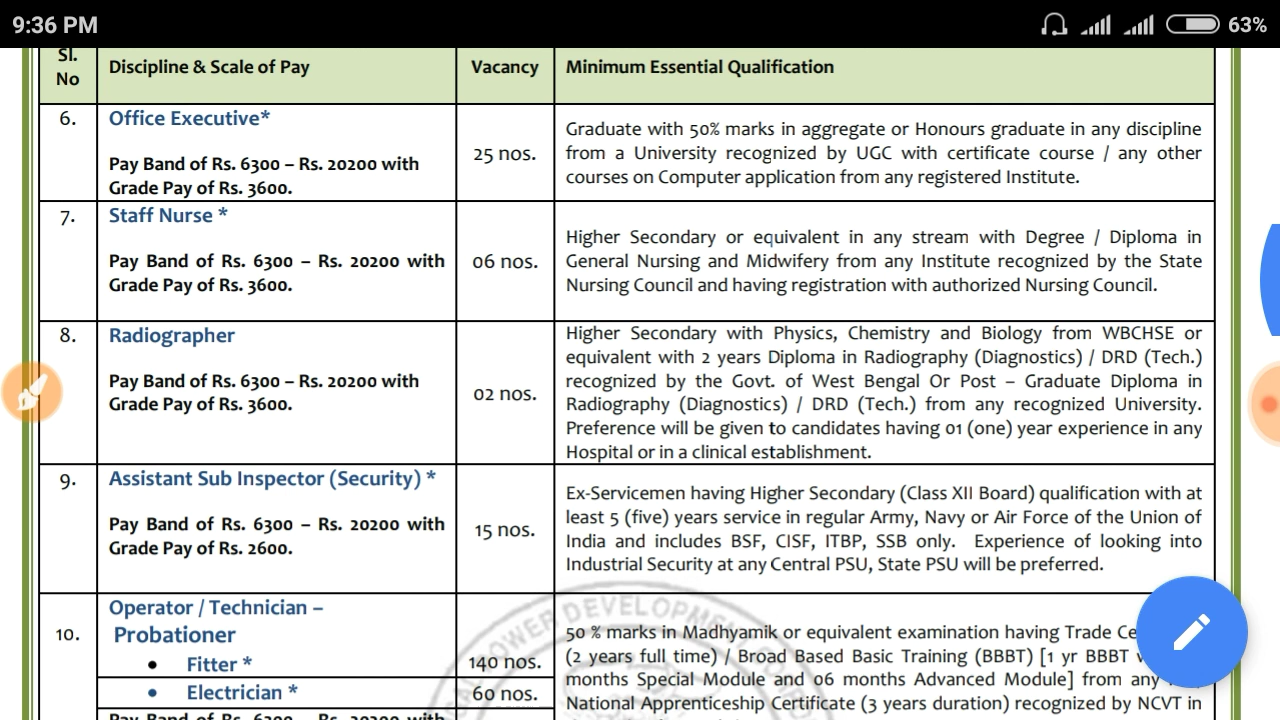 9:36 PM
63%
Sl. No
Discipline & Scale of Pay
Vacancy
Minimum Essential Qualification
6.
Office Executive*
Pay Band of Rs. 6300 – Rs. 20200 with
Grade Pay of Rs. 3600.
25 nos.
Graduate with 50% marks in aggregate or Honours graduate in any discipline
from a University recognized by UGC with certificate course / any other
courses on Computer application from any registered Institute.
7.
Staff Nurse *
Pay Band of Rs. 6300 – Rs. 20200 with
Grade Pay of Rs. 3600.
06 nos.
Higher Secondary or equivalent in any stream with Degree / Diploma in
General Nursing and Midwifery from any Institute recognized by the State
Nursing Council and having registration with authorized Nursing Council.
8.
Radiographer
Pay Band of Rs. 6300 – Rs. 20200 with
Grade Pay of Rs. 3600.
02 nos.
Higher Secondary with Physics, Chemistry and Biology from WBCHSE or
equivalent with 2 years Diploma in Radiography (Diagnostics) / DRD (Tech.)
recognized by the Govt. of West Bengal Or Post – Graduate Diploma in
Radiography (Diagnostics) / DRD (Tech.) from any recognized University.
Preference will be given to candidates having 01 (one) year experience in any
Hospital or in a clinical establishment.
9.
Assistant Sub Inspector (Security) *
Pay Band of Rs. 6300 – Rs. 20200 with
Grade Pay of Rs. 2600.
15 nos.
Ex-Servicemen having Higher Secondary (Class XII Board) qualification with at
least 5 (five) years service in regular Army, Navy or Air Force of the Union of
India and includes BSF, CISF, ITBP, SSB only. Experience of looking into
Industrial Security at any Central PSU, State PSU will be preferred.
10.
Operator / Technician –
Probationer
• Fitter *
140 nos.
• Electrician *
60 nos.
Pay Band of Rs. 6300 – Rs. 20200 with
50 % marks in Madhyamik or equivalent examination having Trade
(2 years full time) / Broad Based Basic Training (BBBT) [1 yr BBBT
months Special Module and 06 months Advanced Module] from any
National Apprenticeship Certificate (3 years duration) recognized by NCVT in
POWER DEVELOPMENT